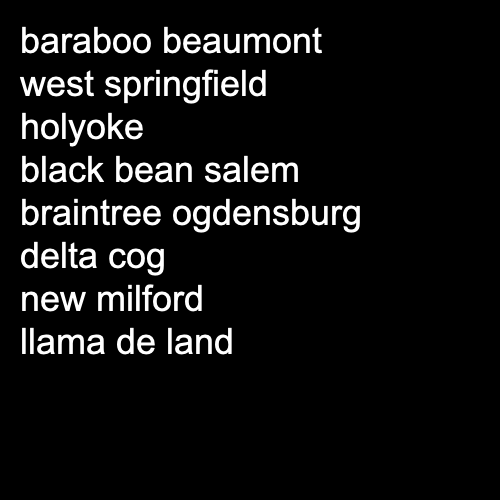 baraboo beaumont
west springfield
holyoke
black bean salem
braintree ogdensburg
delta cog
new milford
llama de land